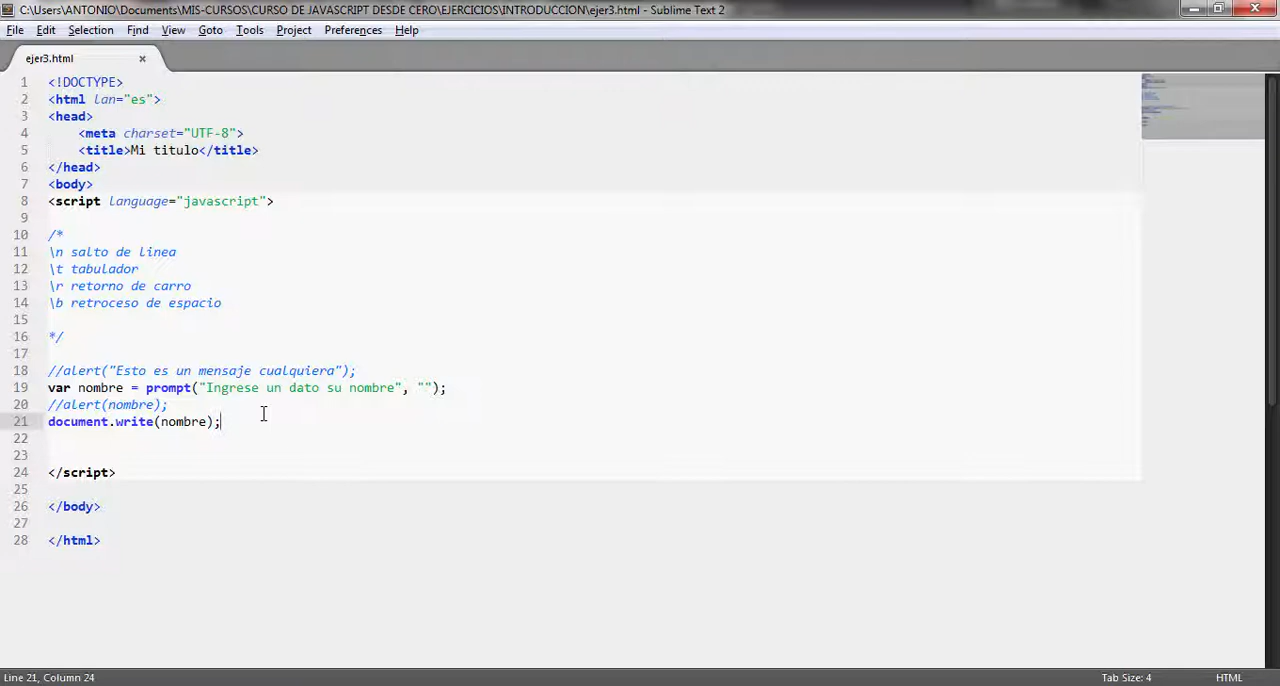 C:\Users\ANTONIO\Documents\MIS-CURSOS\CURSO DE JAVASCRIPT DESDE CERO\EJERCICIOS\INTRODUCCION\ejer3.html - Sublime Text 2
File Edit Selection Find View Goto Tools Project Preferences Help
ejer3.html ×
1 <!DOCTYPE>
2 <html lan="es">
3 <head>
4 <meta charset="UTF-8">
5 <title>Mi titulo</title>
6 </head>
7 <body>
8 <script language="javascript">
9
10 /*
11 \n salto de linea
12 \t tabulador
13 \r retorno de carro
14 \b retroceso de espacio
15
16 */
17
18 //alert("Esto es un mensaje cualquiera");
19 var nombre = prompt("Ingrese un dato su nombre", "");
20 //alert(nombre);
21 document.write(nombre);
22
23
24 </script>
25
26 </body>
27
28 </html>
Line 21, Column 24 Tab Size: 4 HTML